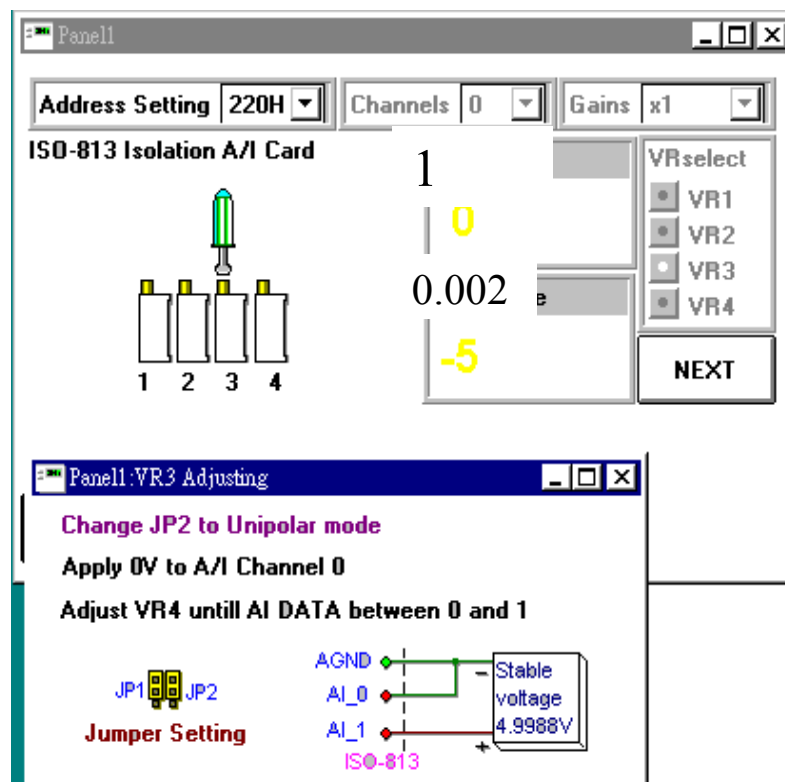 Panel1
Address Setting 220H Channels 0 Gains x1
ISO-813 Isolation A/I Card
1
0
0.002 e
-5
VRselect
VR1
VR2
VR3
VR4
NEXT
1 2 3 4
Panel1:VR3 Adjusting
Change JP2 to Unipolar mode
Apply 0V to A/I Channel 0
Adjust VR4 untill AI DATA between 0 and 1
JP1 JP2
Jumper Setting
AGND
AI_0
AI_1
ISO-813
- Stable
voltage
4.9988V
+